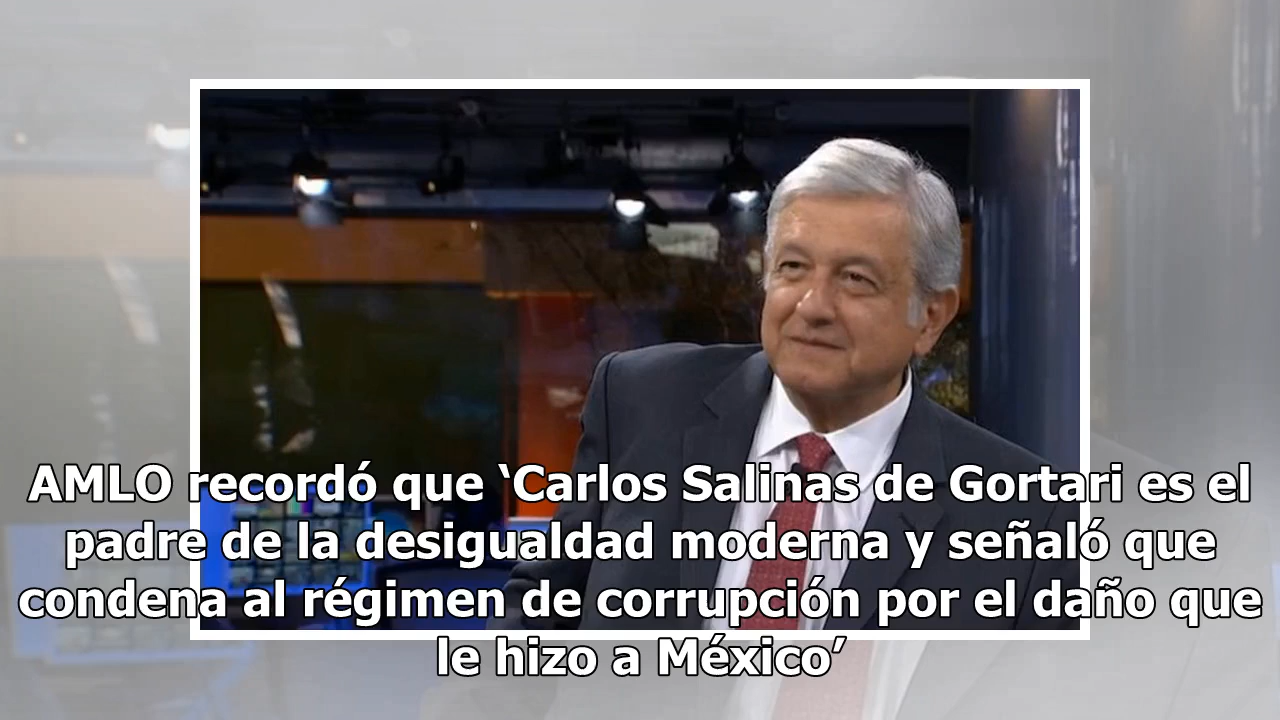 AMLO recordó que ‘Carlos Salinas de Gortari es el
padre de la desigualdad moderna y señaló que
condena al régimen de corrupción por el daño que
le hizo a México’